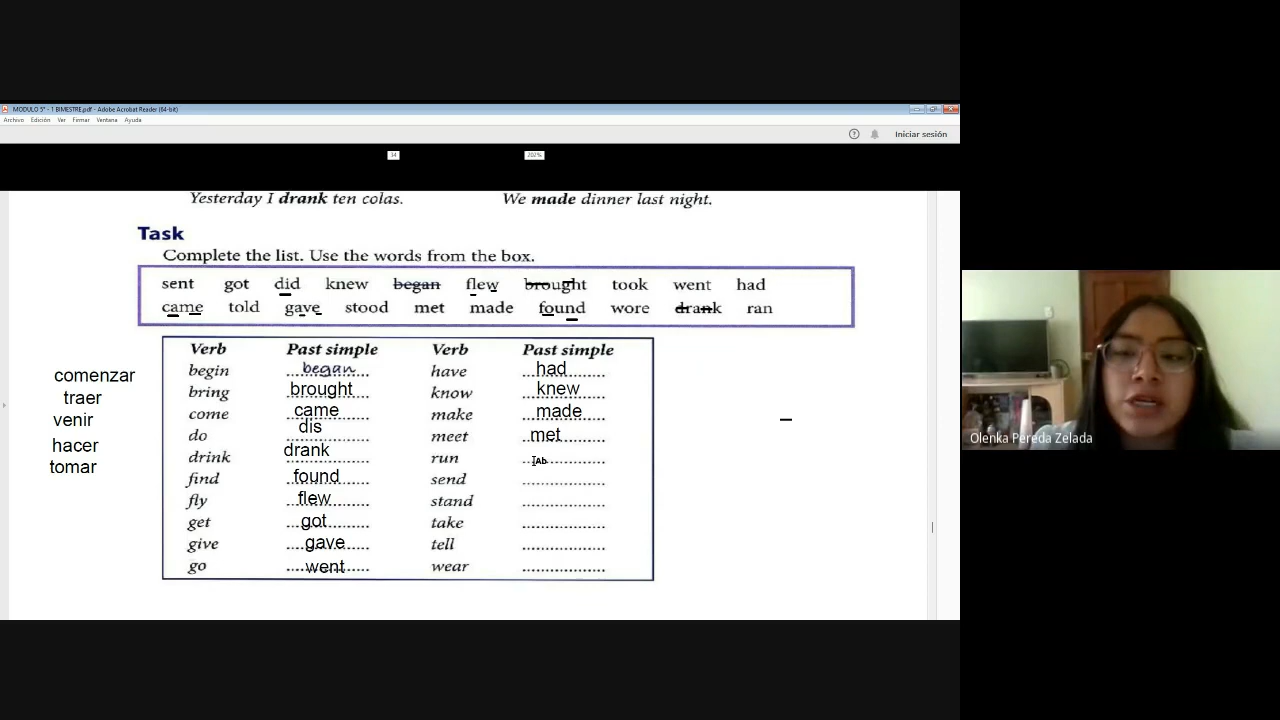 MODULO 5° - 1 BIMESTRE.pdf - Adobe Acrobat Reader (64-bit)
Archivo Edición Ver Firmar Ventana Ayuda
Iniciar sesión
34 202%
Yesterday I drank ten colas. We made dinner last night.
Task
Complete the list. Use the words from the box.
sent got did knew began flew brought took went had
came told gave stood met made found wore drank ran
Verb Past simple Verb Past simple
begin began have had
comenzar bring brought know knew
traer come came make made
venir do dis meet met
hacer drink drank run
tomar find found send
fly flew stand
get got take
give gave tell
go went wear
Ab
Olenka Pereda Zelada